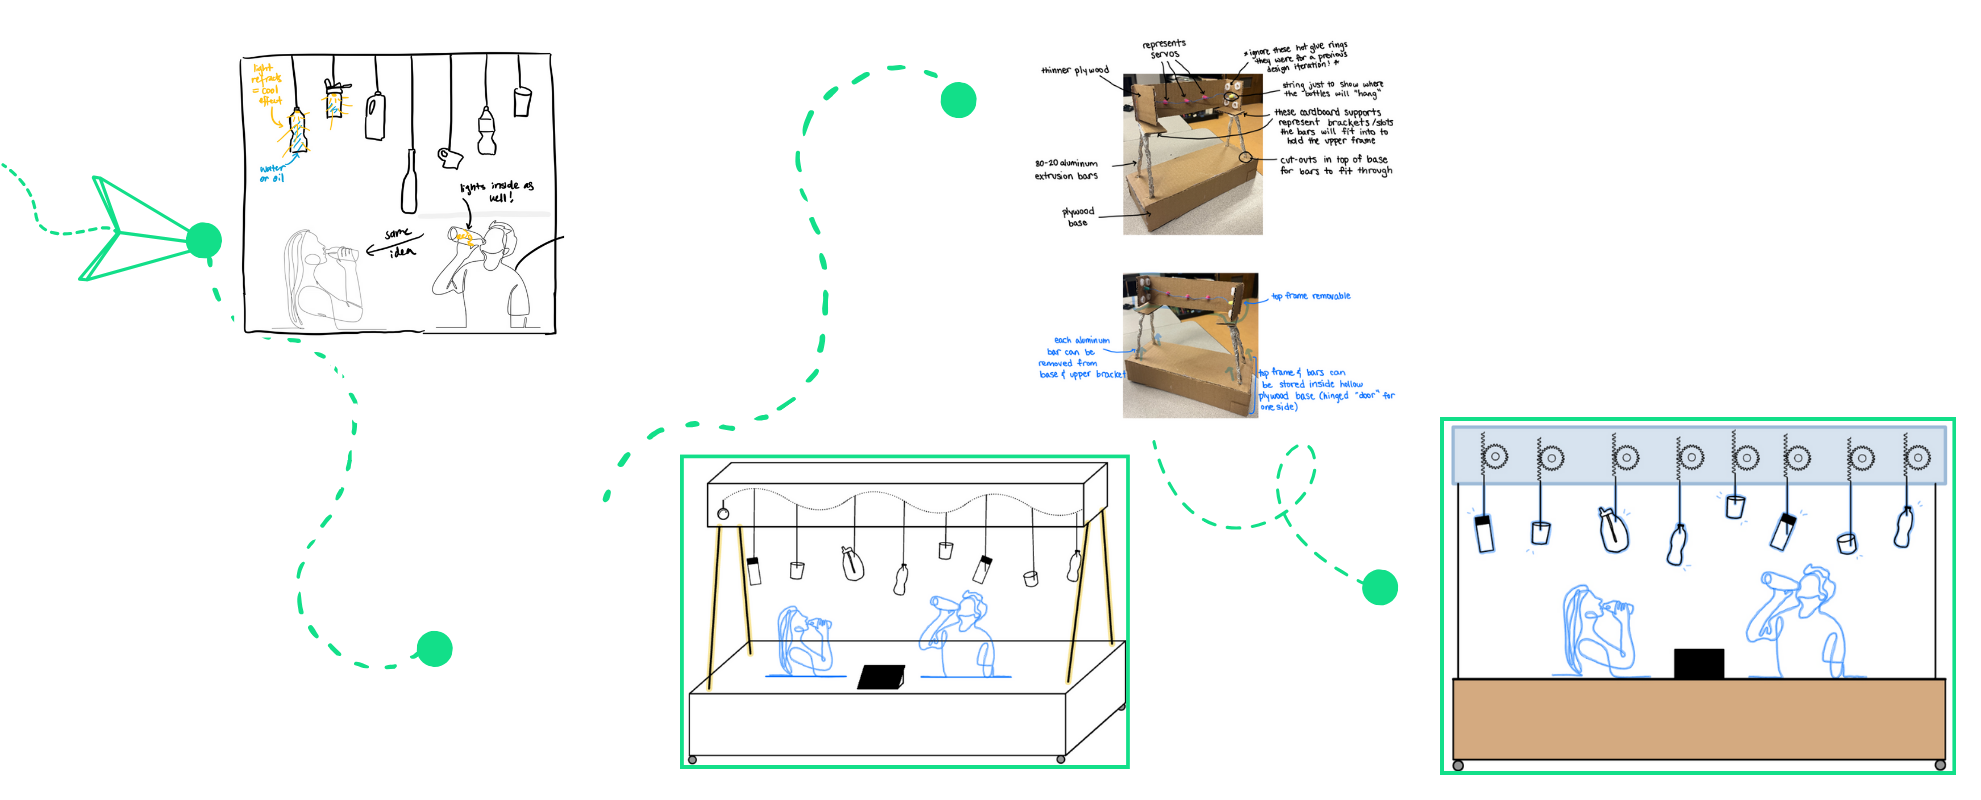 light
refracts
= cool
effect
water
or oil
lights inside as
well!
same
idea
represents
servos
* ignore these hot glue rings
they were for a previous
design iteration! *
thinner plywood
string just to show where
the "bottles will "hang"
these cardboard supports
represent brackets/slots
the bars will fit into to
hold the upper frame
80-20 aluminum
extrusion bars
cut-outs in top of base
for bars to fit through
plywood
base
top frame removable
each aluminum
bar can be
removed from
base & upper bracket
top frame & bars can
be stored inside hollow
plywood base (hinged "door" for
one side)